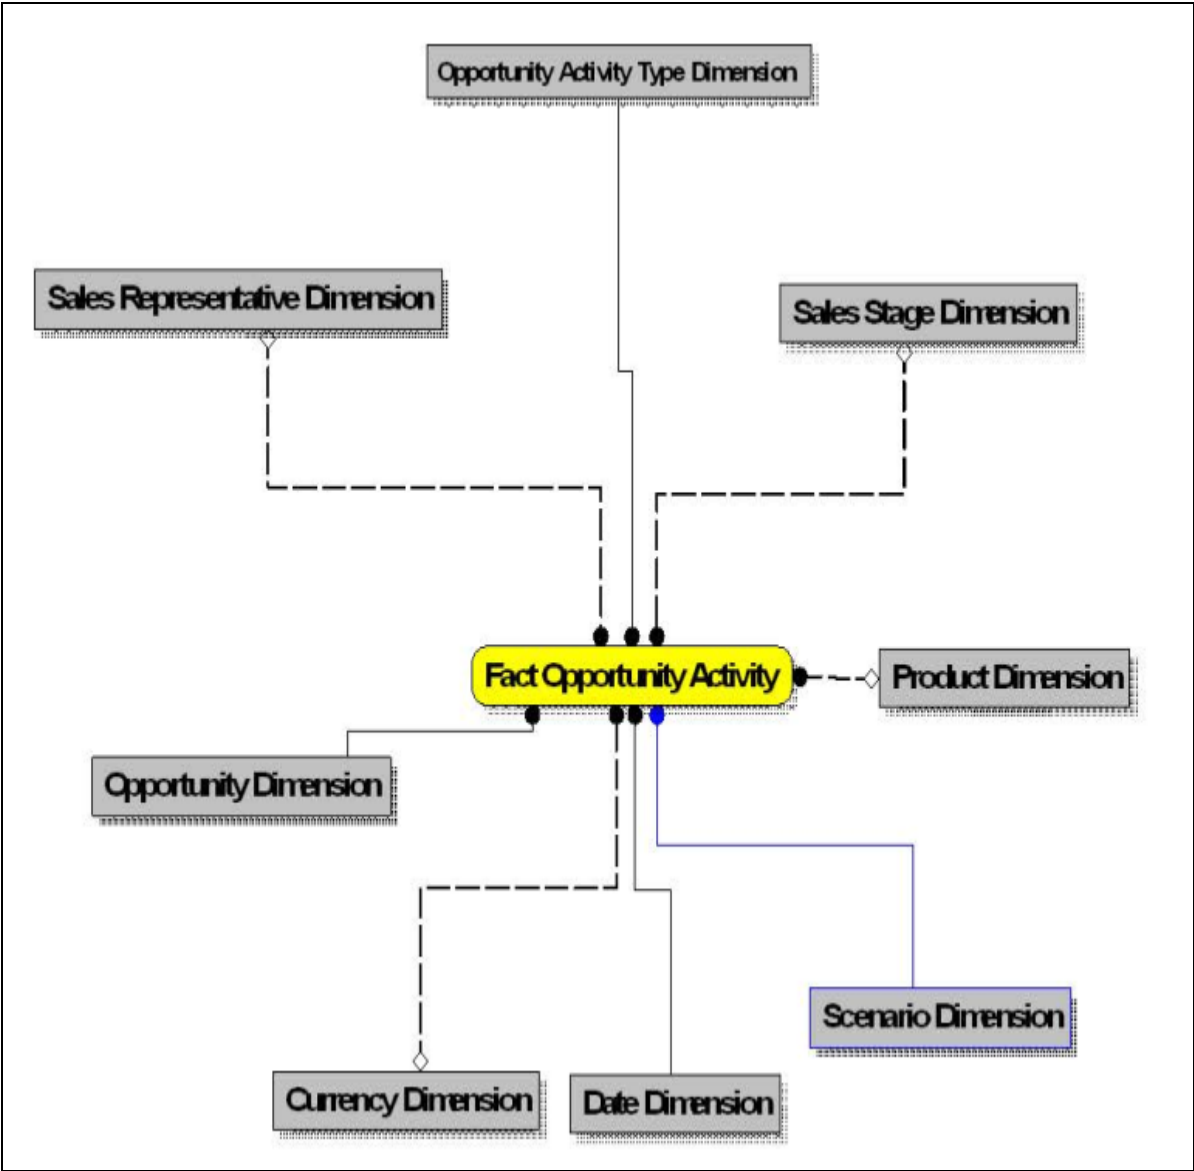 Opportunity Activity Type Dimension
Sales Representative Dimension
Sales Stage Dimension
Fact Opportunity Activity
Product Dimension
Opportunity Dimension
Scenario Dimension
Currency Dimension
Date Dimension